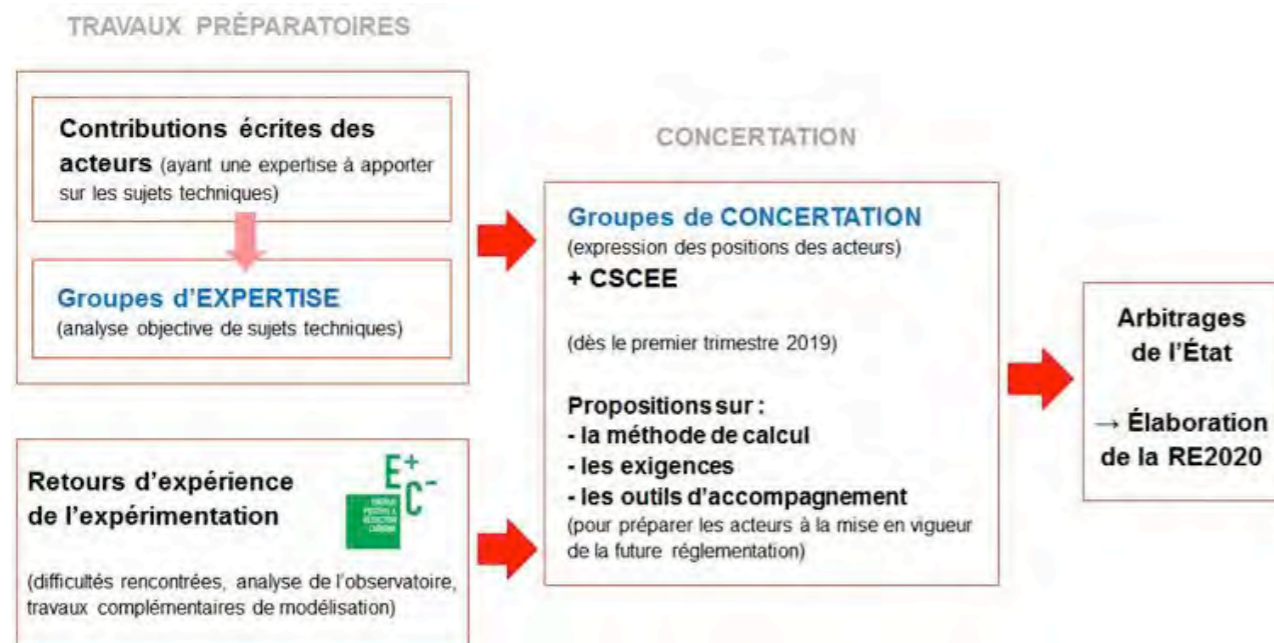 TRAVAUX PRÉPARATOIRES
Contributions écrites des
acteurs (ayant une expertise à apporter
sur les sujets techniques)
Groupes d’EXPERTISE
(analyse objective de sujets techniques)
Retours d’expérience
de l’expérimentation
E+
C-
(difficultés rencontrées, analyse de l’observatoire,
travaux complémentaires de modélisation)
CONCERTATION
Groupes de CONCERTATION
(expression des positions des acteurs)
+ CSCEE
(dès le premier trimestre 2019)
Propositions sur :
- la méthode de calcul
- les exigences
- les outils d’accompagnement
(pour préparer les acteurs à la mise en vigueur
de la future réglementation)
Arbitrages
de l’État
→ Élaboration
de la RE2020